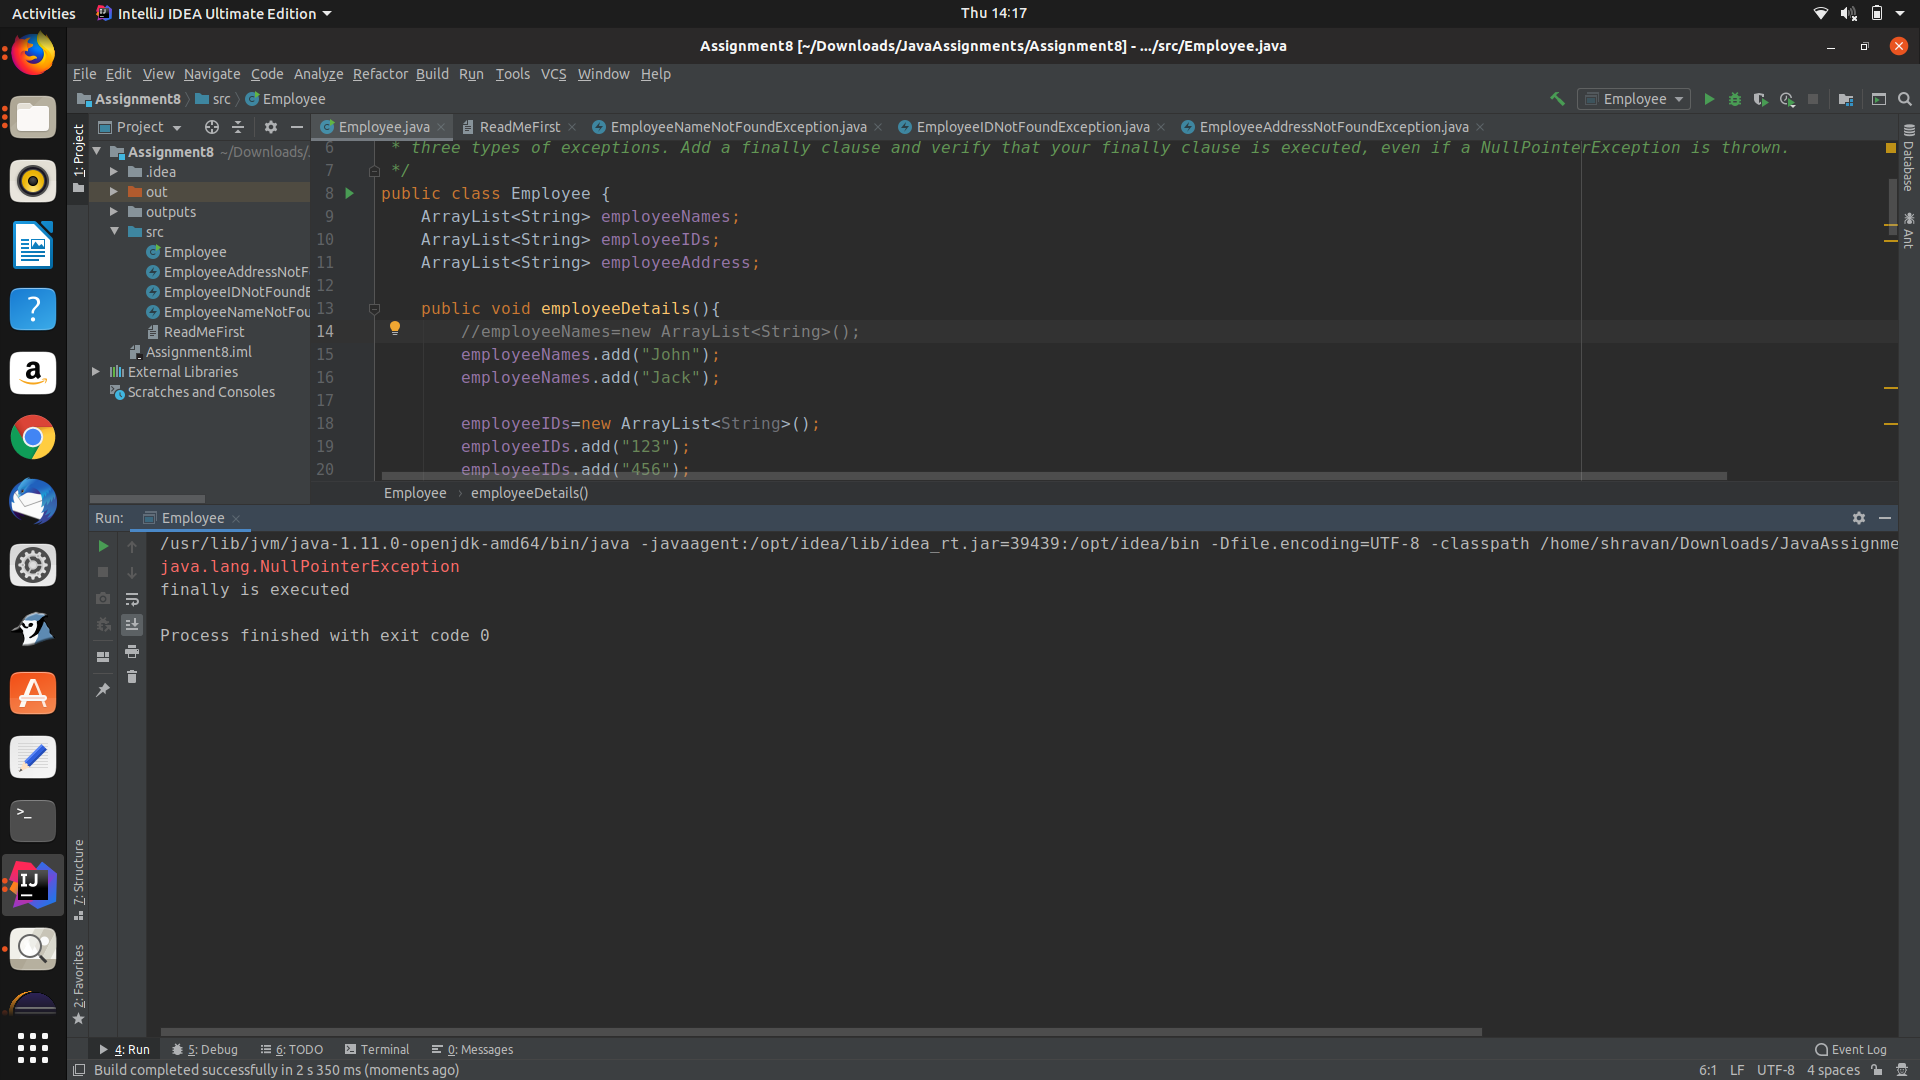 Activities IntelliJ IDEA Ultimate Edition Thu 14:17
Assignment8 [~/Downloads/JavaAssignments/Assignment8] - .../src/Employee.java
File Edit View Navigate Code Analyze Refactor Build Run Tools VCS Window Help
Assignment8 src Employee Employee
Project Employee.java ReadMeFirst EmployeeNameNotFoundException.java EmployeeIDNotFoundException.java EmployeeAddressNotFoundException.java
1: Project
Assignment8 ~/Downloads/
.idea
out
outputs
src
Employee
EmployeeAddressNotF
EmployeeIDNotFoundE
EmployeeNameNotFou
ReadMeFirst
Assignment8.iml
External Libraries
Scratches and Consoles
6 * three types of exceptions. Add a finally clause and verify that your finally clause is executed, even if a NullPointerException is thrown.
7 */
8 public class Employee {
9 ArrayList<String> employeeNames;
10 ArrayList<String> employeeIDs;
11 ArrayList<String> employeeAddress;
12
13 public void employeeDetails(){
14 //employeeNames=new ArrayList<String>();
15 employeeNames.add("John");
16 employeeNames.add("Jack");
17
18 employeeIDs=new ArrayList<String>();
19 employeeIDs.add("123");
20 employeeIDs.add("456");
Database
Ant
Employee › employeeDetails()
Run: Employee
/usr/lib/jvm/java-1.11.0-openjdk-amd64/bin/java -javaagent:/opt/idea/lib/idea_rt.jar=39439:/opt/idea/bin -Dfile.encoding=UTF-8 -classpath /home/shravan/Downloads/JavaAssignme
java.lang.NullPointerException
finally is executed
Process finished with exit code 0
7: Structure
2: Favorites
4: Run 5: Debug 6: TODO Terminal 0: Messages Event Log
Build completed successfully in 2 s 350 ms (moments ago) 6:1 LF UTF-8 4 spaces